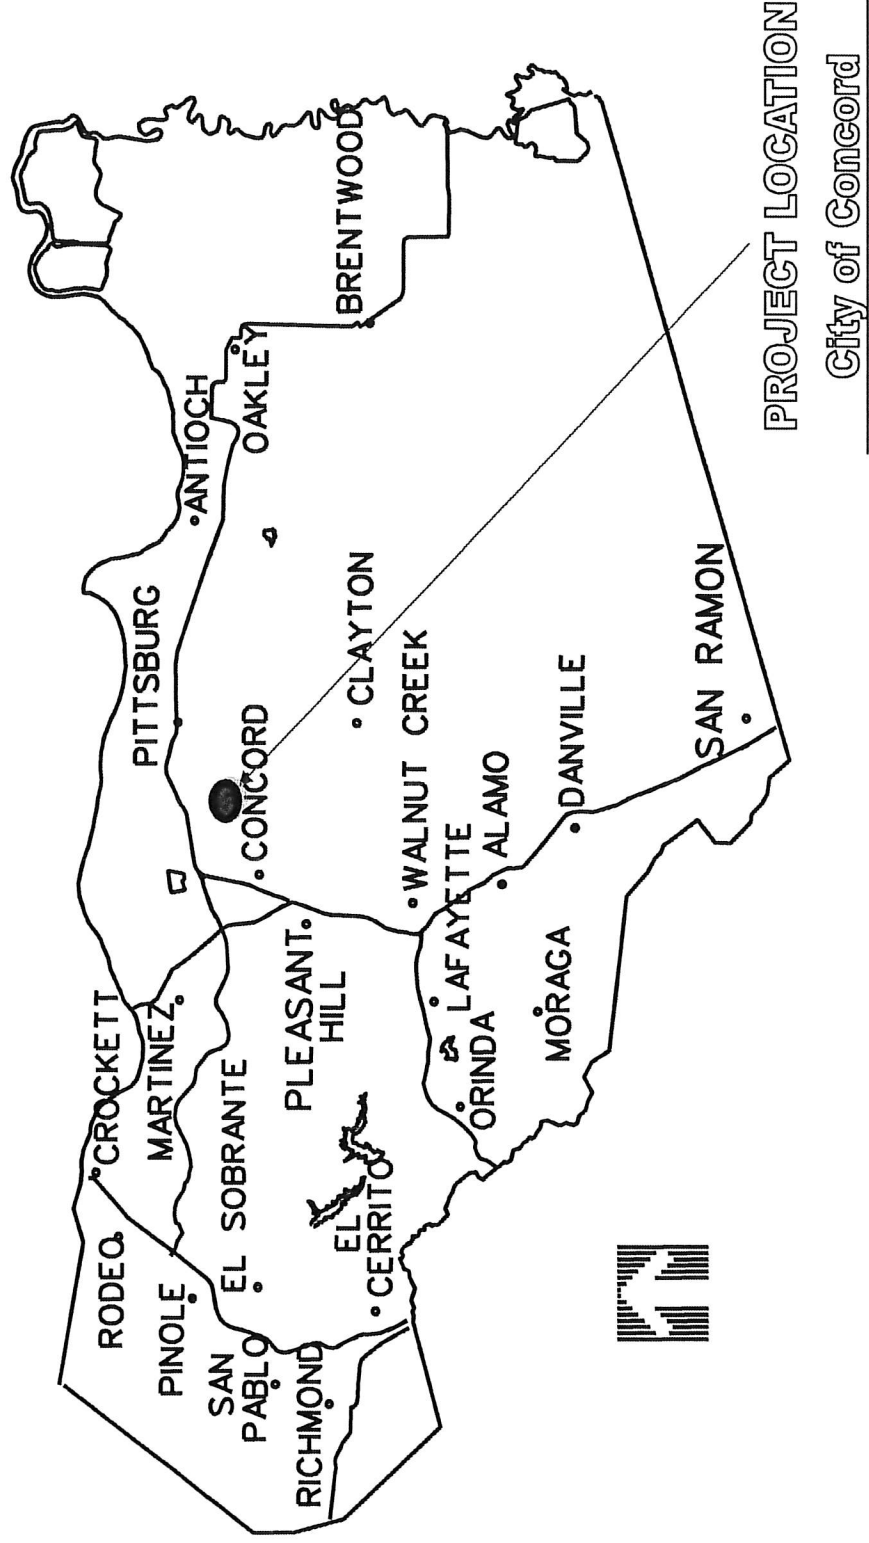 CROCKETT
RODEO
MARTINEZ
PINOLE
EL SOBRANTE
SAN
PABLO
RICHMOND
EL
CERRITO
PLEASANT
HILL
PITTSBURG
ANTIOCH
OAKLEY
BRENTWOOD
CONCORD
CLAYTON
WALNUT CREEK
LAFAYETTE
ALAMO
ORINDA
MORAGA
DANVILLE
SAN RAMON
PROJECT LOCATION
City of Concord